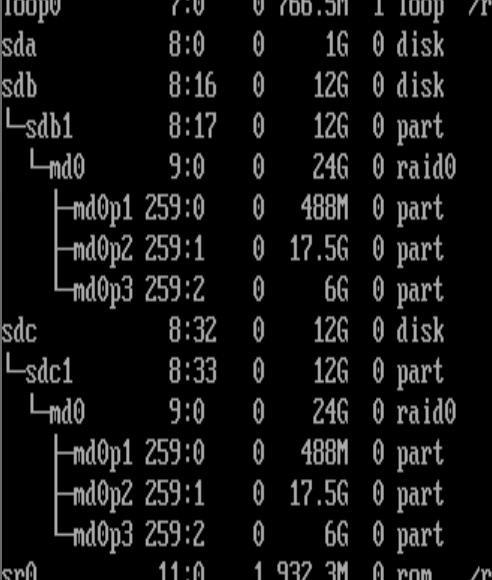 loop0 7:0 0 766.5M 1 loop /r
sda 8:0 0 1G 0 disk
sdb 8:16 0 12G 0 disk
└─sdb1 8:17 0 12G 0 part
└─md0 9:0 0 24G 0 raid0
├─md0p1 259:0 0 488M 0 part
├─md0p2 259:1 0 17.5G 0 part
└─md0p3 259:2 0 6G 0 part
sdc 8:32 0 12G 0 disk
└─sdc1 8:33 0 12G 0 part
└─md0 9:0 0 24G 0 raid0
├─md0p1 259:0 0 488M 0 part
├─md0p2 259:1 0 17.5G 0 part
└─md0p3 259:2 0 6G 0 part
sr0 11:0 1 932.3M 0 rom /r